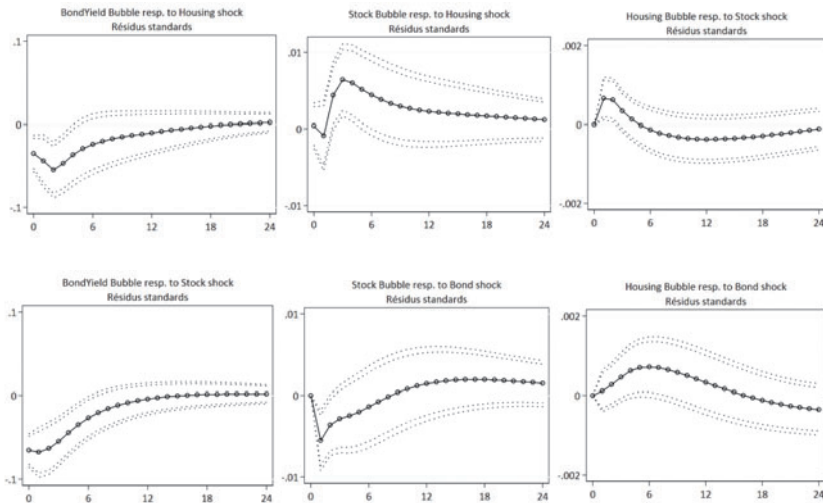 BondYield Bubble resp. to Housing shock
Résidus standards
.1
0
-.1
0 6 12 18 24
Stock Bubble resp. to Housing shock
Résidus standards
.01
0
-.01
0 6 12 18 24
Housing Bubble resp. to Stock shock
Résidus standards
.002
0
-.002
0 6 12 18 24
BondYield Bubble resp. to Stock shock
Résidus standards
.1
0
-.1
0 6 12 18 24
Stock Bubble resp. to Bond shock
Résidus standards
.01
0
-.01
0 6 12 18 24
Housing Bubble resp. to Bond shock
Résidus standards
.002
0
-.002
0 6 12 18 24